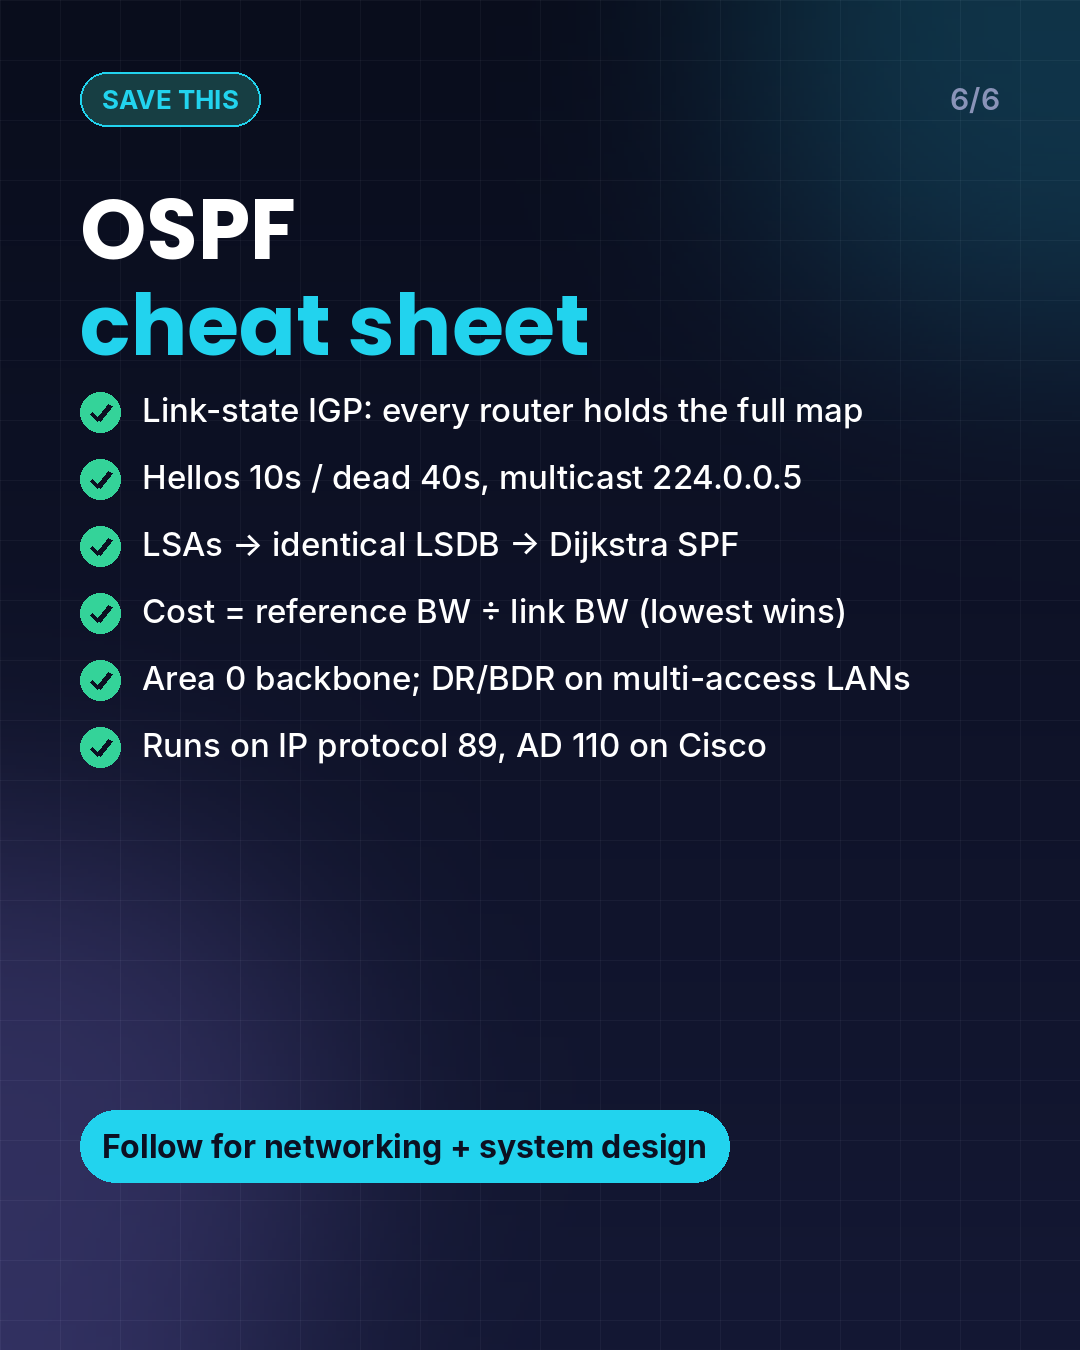 SAVE THIS
6/6
OSPF
cheat sheet
Link-state IGP: every router holds the full map
Hellos 10s / dead 40s, multicast 224.0.0.5
LSAs → identical LSDB → Dijkstra SPF
Cost = reference BW ÷ link BW (lowest wins)
Area 0 backbone; DR/BDR on multi-access LANs
Runs on IP protocol 89, AD 110 on Cisco
Follow for networking + system design